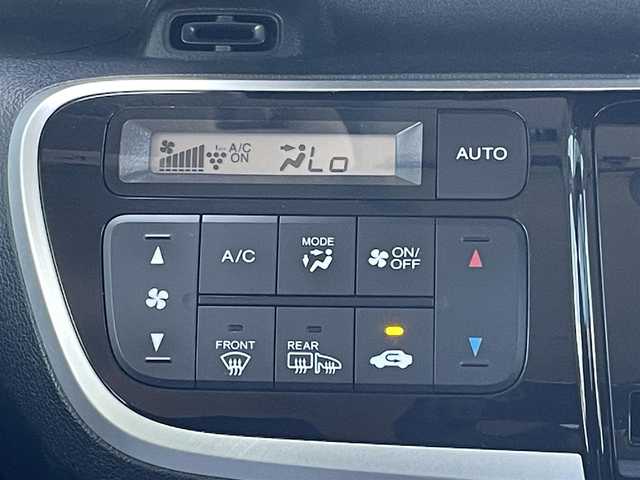 A/C
ON
Lo
AUTO
A/C
MODE
ON/
OFF
FRONT
REAR